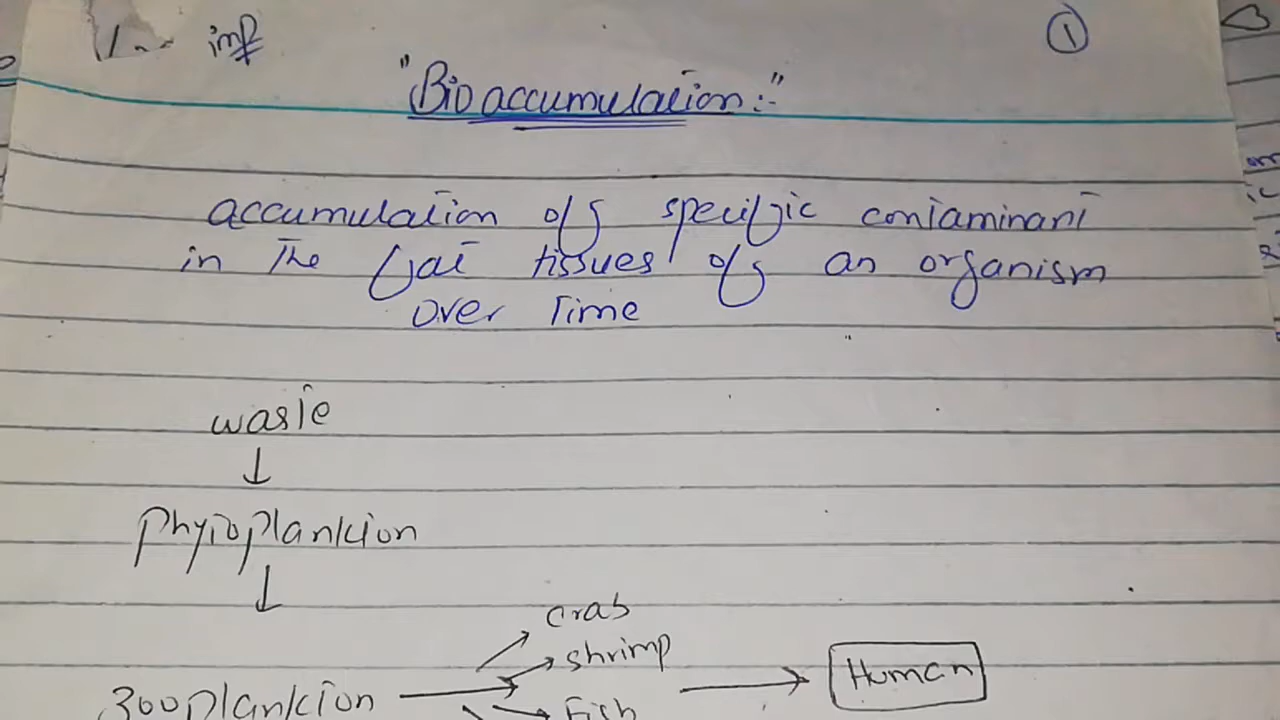 imp
①
"Bioaccumulation:-"
accumulation of specific contaminant
in The fat tissues of an organism
over Time
waste
↓
phytoplankton
↓
crab
shrimp
zooplankton → Fish → Human